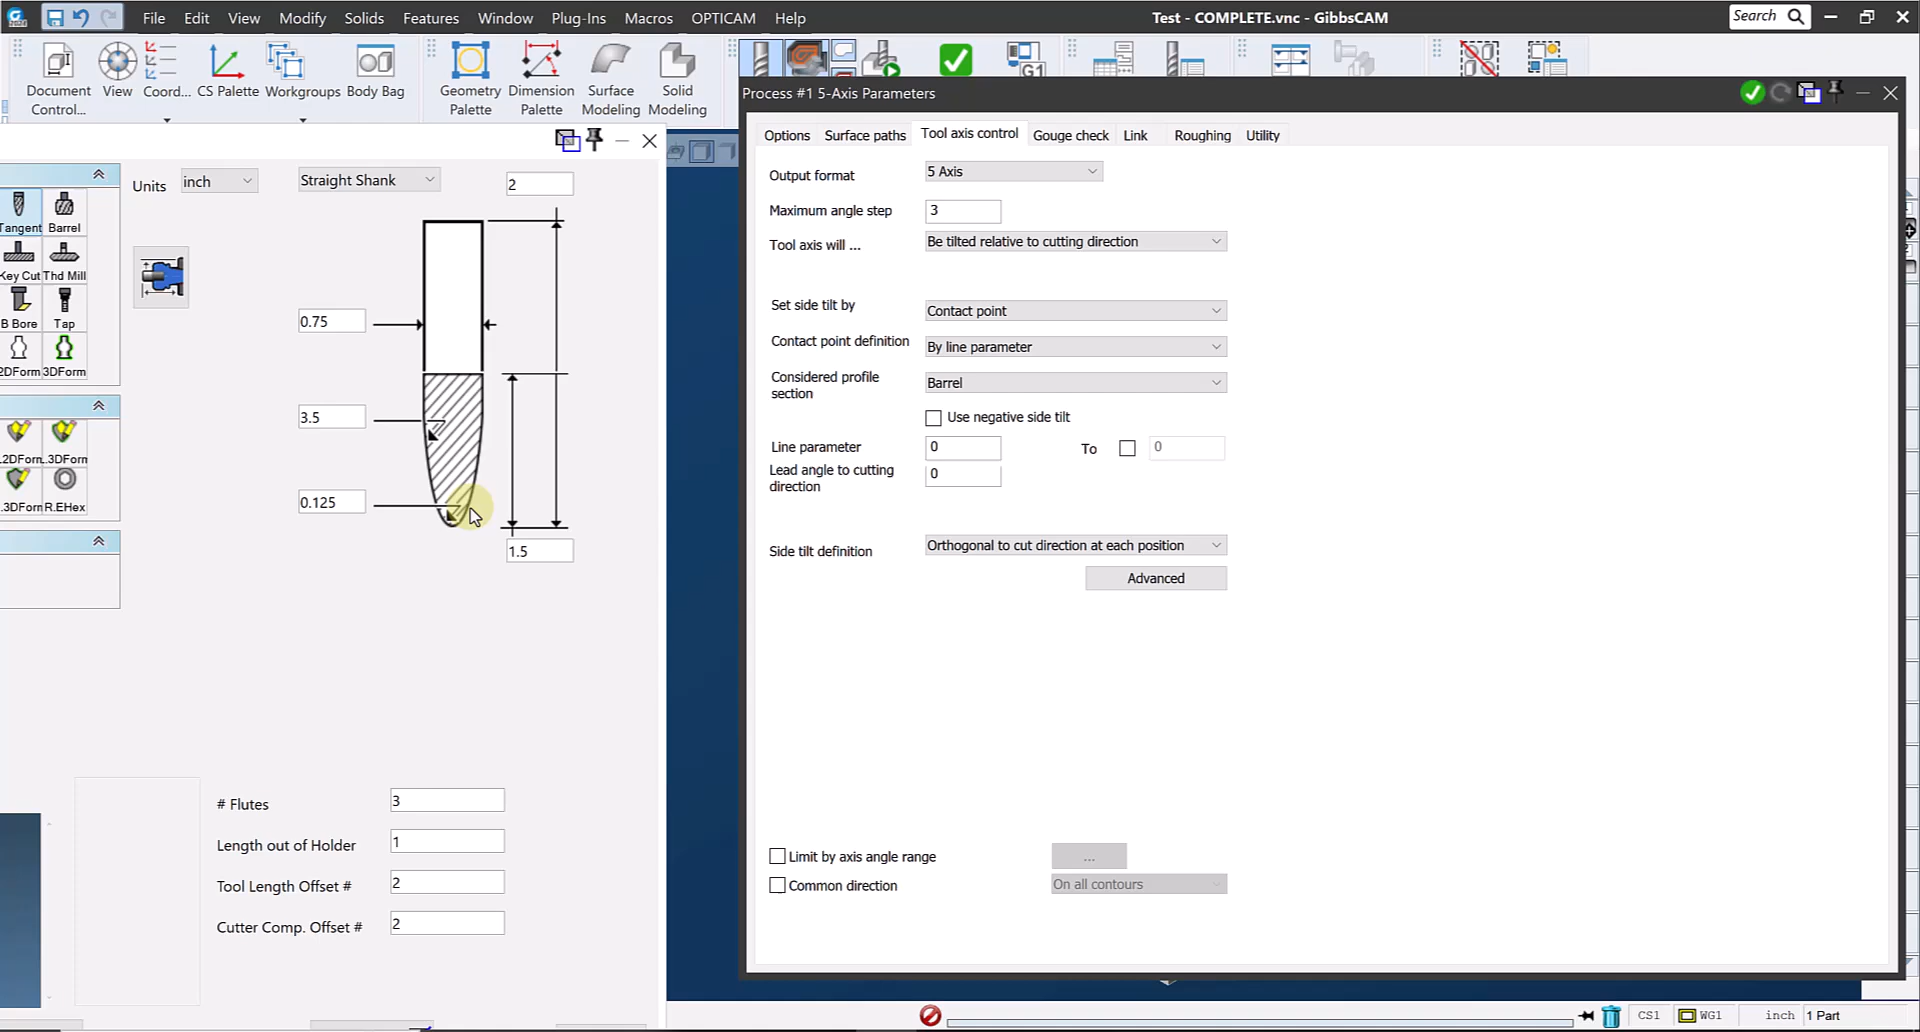 File Edit View Modify Solids Features Window Plug-Ins Macros OPTICAM Help
Test - COMPLETE.vnc - GibbsCAM
Search
Document Control...
View
Coord...
CS Palette
Workgroups
Body Bag
Geometry Palette
Dimension Palette
Surface Modeling
Solid Modeling
G1
Process #1 5-Axis Parameters
Options Surface paths Tool axis control Gouge check Link Roughing Utility
Units inch
Straight Shank
2
Tangent Barrel
Key Cut Thd Mill
B Bore Tap
2DForm 3DForm
.2DForn .3DForn
.3DForn R.EHex
0.75
3.5
0.125
1.5
# Flutes 3
Length out of Holder 1
Tool Length Offset # 2
Cutter Comp. Offset # 2
Output format 5 Axis
Maximum angle step 3
Tool axis will ... Be tilted relative to cutting direction
Set side tilt by Contact point
Contact point definition By line parameter
Considered profile section Barrel
Use negative side tilt
Line parameter 0 To 0
Lead angle to cutting direction 0
Side tilt definition Orthogonal to cut direction at each position
Advanced
Limit by axis angle range ...
Common direction On all contours
CS1 WG1 inch 1 Part